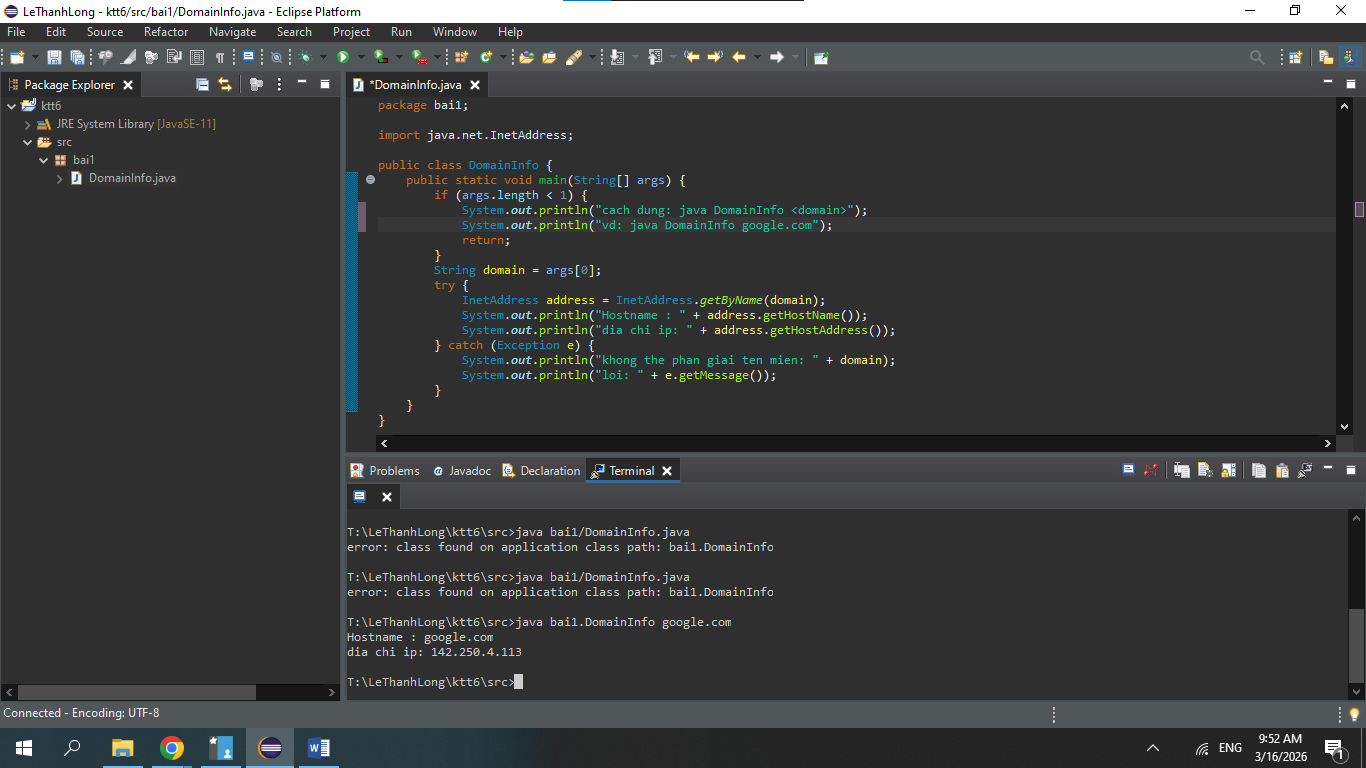 LeThanhLong - ktt6/src/bai1/DomainInfo.java - Eclipse Platform
File Edit Source Refactor Navigate Search Project Run Window Help
Package Explorer
*DomainInfo.java
ktt6
JRE System Library [JavaSE-11]
src
bai1
DomainInfo.java
package bai1;
import java.net.InetAddress;
public class DomainInfo {
public static void main(String[] args) {
if (args.length < 1) {
System.out.println("cach dung: java DomainInfo <domain>");
System.out.println("vd: java DomainInfo google.com");
return;
}
String domain = args[0];
try {
InetAddress address = InetAddress.getByName(domain);
System.out.println("Hostname : " + address.getHostName());
System.out.println("dia chi ip: " + address.getHostAddress());
} catch (Exception e) {
System.out.println("khong the phan giai ten mien: " + domain);
System.out.println("loi: " + e.getMessage());
}
}
}
Problems Javadoc Declaration Terminal
T:\LeThanhLong\ktt6\src>java bai1/DomainInfo.java
error: class found on application class path: bai1.DomainInfo
T:\LeThanhLong\ktt6\src>java bai1/DomainInfo.java
error: class found on application class path: bai1.DomainInfo
T:\LeThanhLong\ktt6\src>java bai1.DomainInfo google.com
Hostname : google.com
dia chi ip: 142.250.4.113
T:\LeThanhLong\ktt6\src>
Connected - Encoding: UTF-8
ENG
9:52 AM
3/16/2026
1